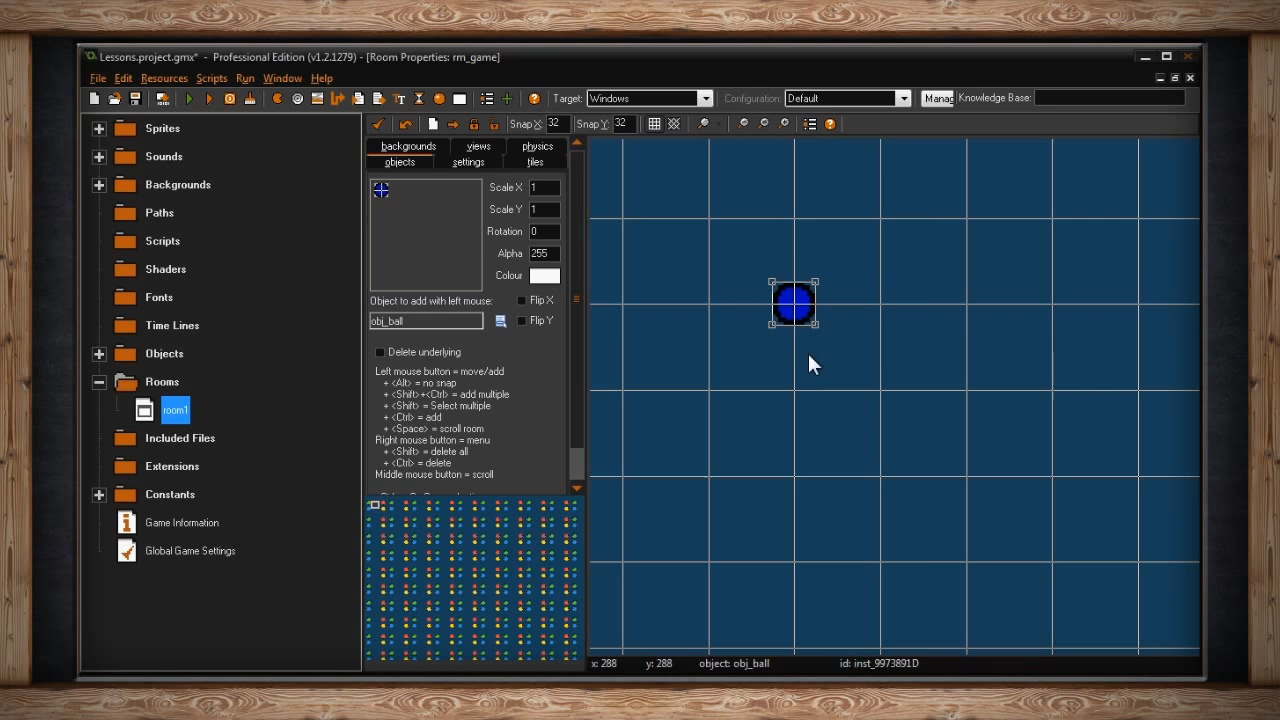 Lessons.project.gmx* - Professional Edition (v1.2.1279) - [Room Properties: rm_game]
File Edit Resources Scripts Run Window Help
Target: Windows Configuration: Default Manag Knowledge Base:
Snap X: 32 Snap Y: 32
Sprites
Sounds
Backgrounds
Paths
Scripts
Shaders
Fonts
Time Lines
Objects
Rooms
room1
Included Files
Extensions
Constants
Game Information
Global Game Settings
backgrounds views physics
objects settings tiles
Scale X 1
Scale Y 1
Rotation 0
Alpha 255
Colour
Object to add with left mouse: Flip X
obj_ball Flip Y
Delete underlying
Left mouse button = move/add
+ <Alt> = no snap
+ <Shift>+<Ctrl> = add multiple
+ <Shift> = Select multiple
+ <Ctrl> = add
+ <Space> = scroll room
Right mouse button = menu
+ <Shift> = delete all
+ <Ctrl> = delete
Middle mouse button = scroll
x: 288 y: 288 object: obj_ball id: inst_9973891D